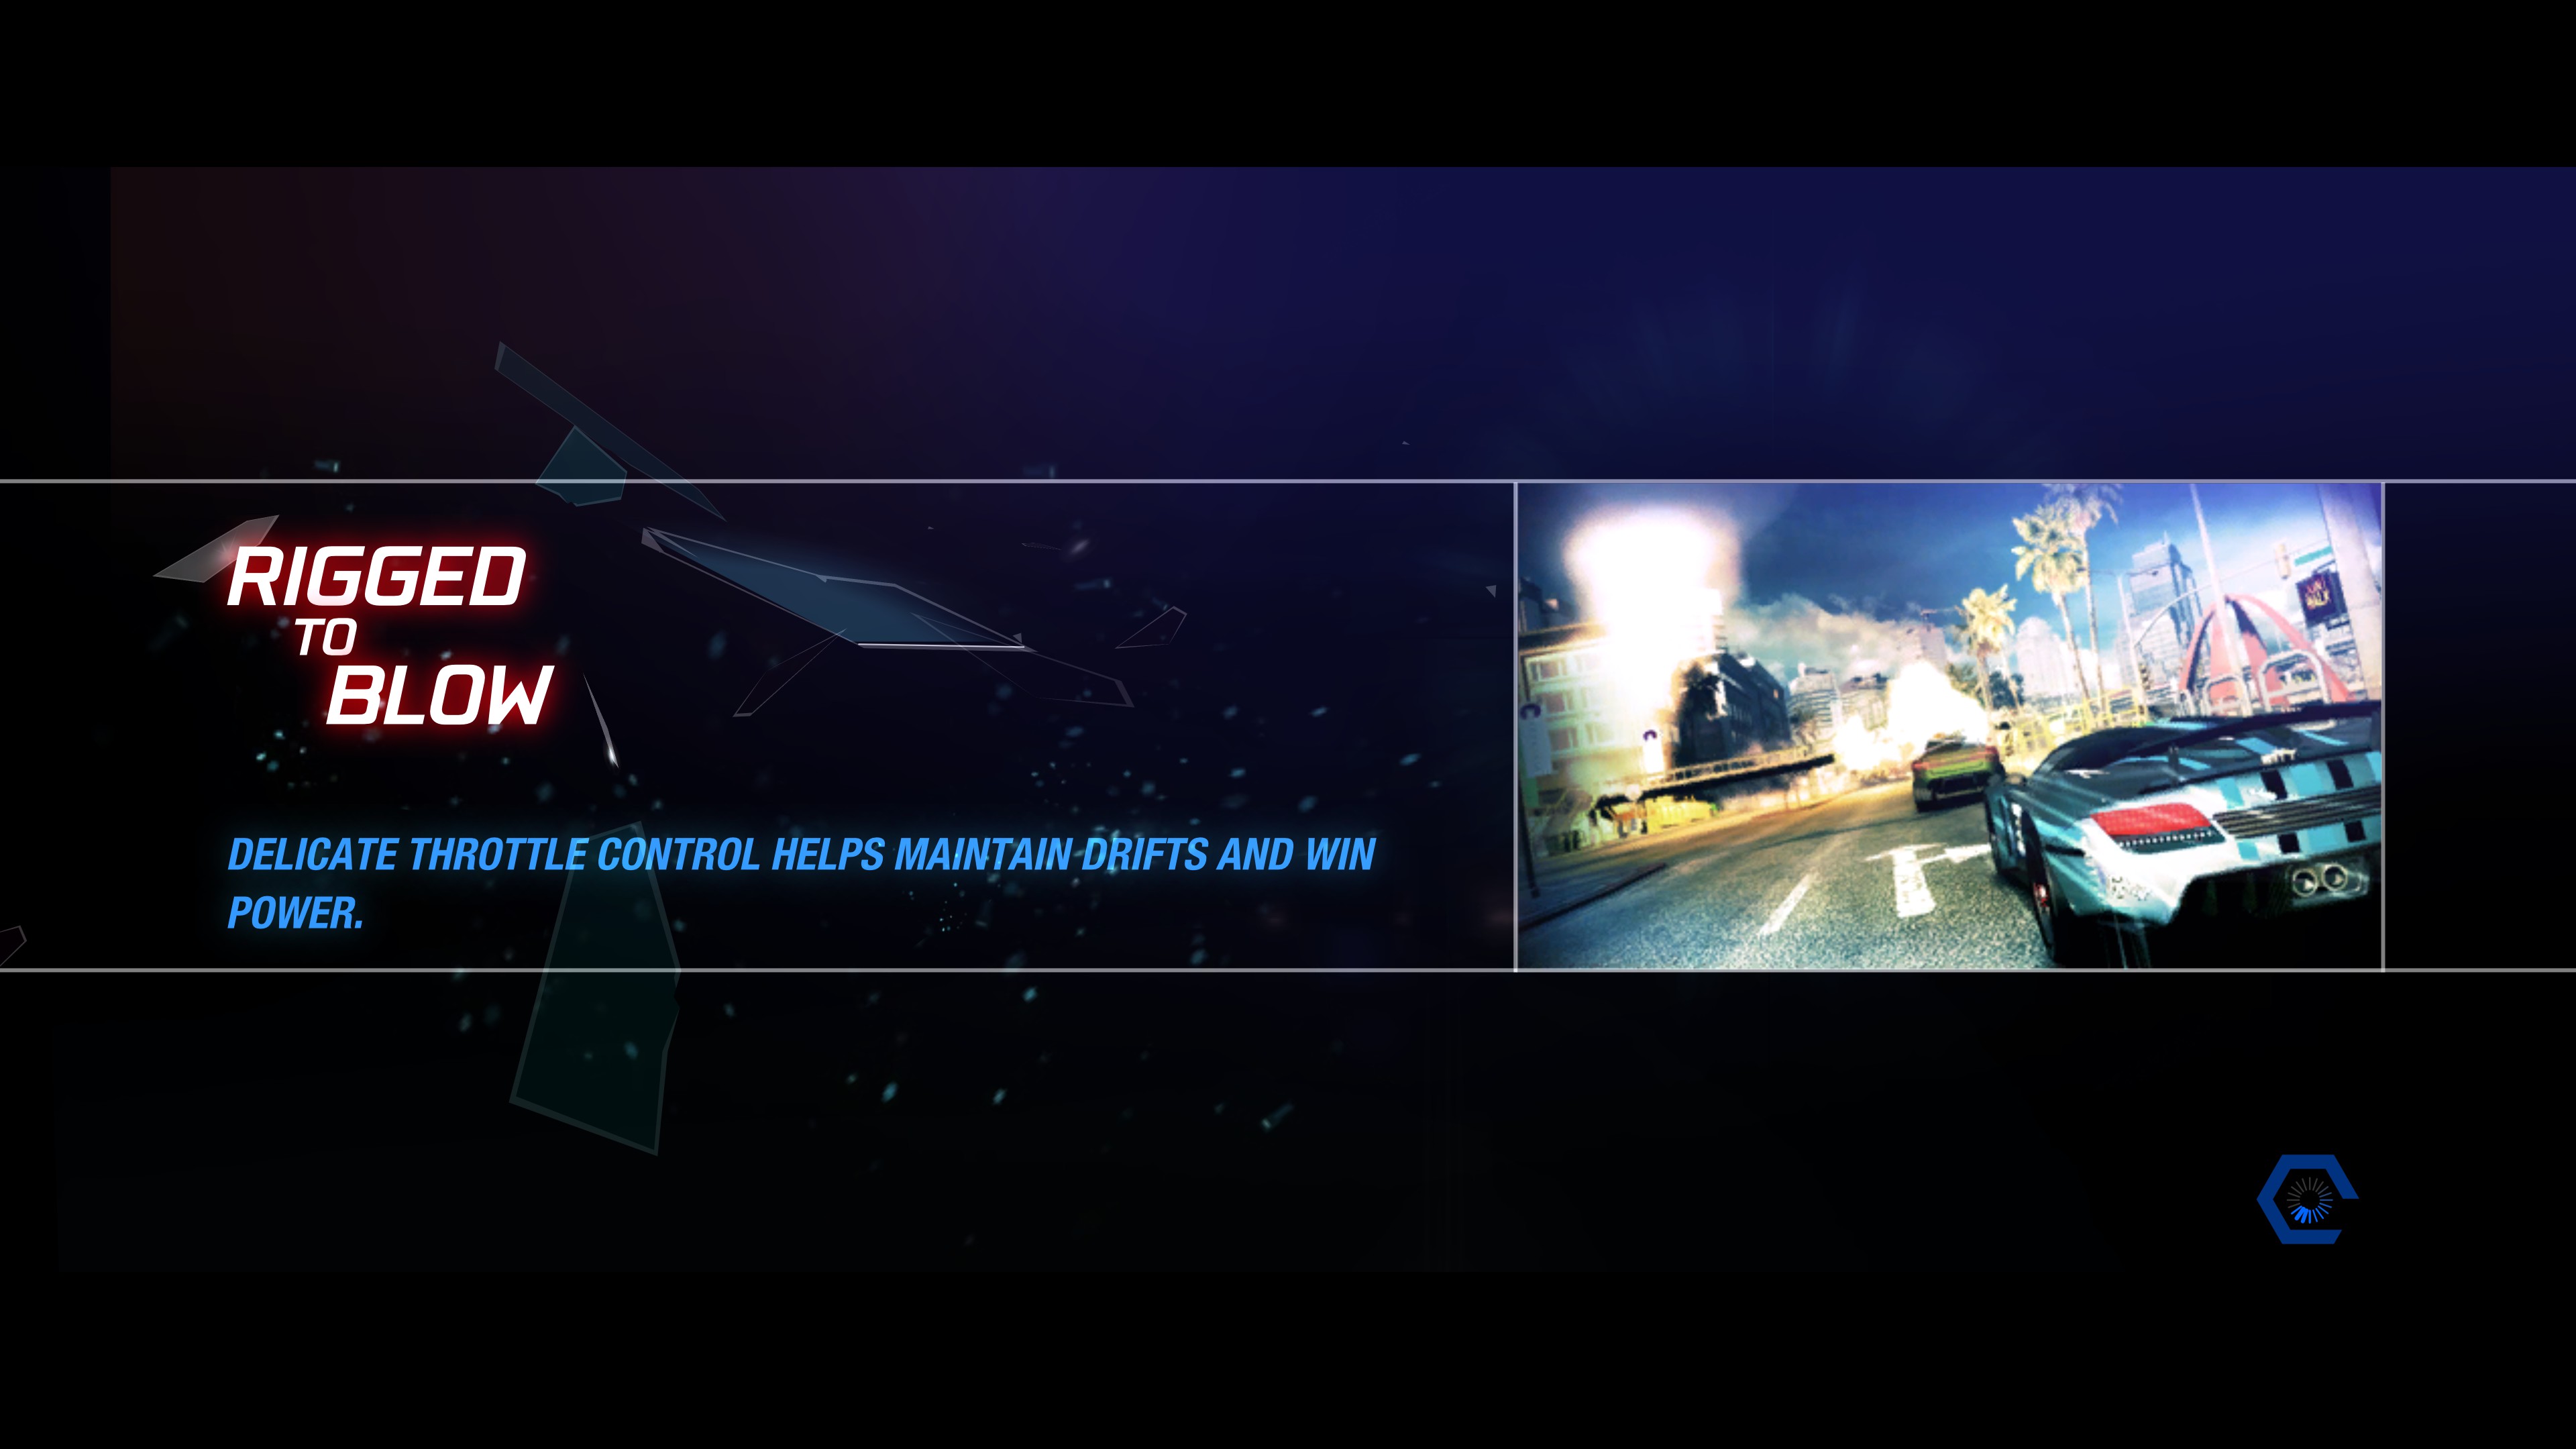 RIGGED
TO
BLOW
DELICATE THROTTLE CONTROL HELPS MAINTAIN DRIFTS AND WIN
POWER.